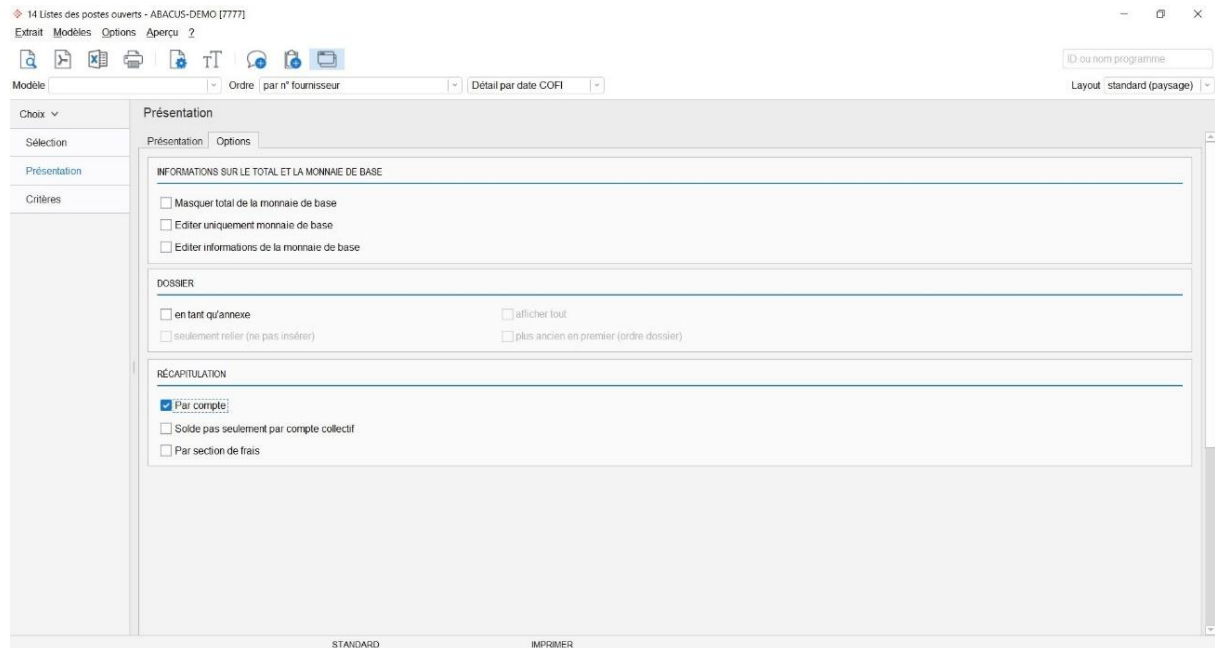 14 Listes des postes ouverts - ABACUS-DEMO [7777]
Extrait Modèles Options Aperçu ?
ID ou nom programme
Modèle Ordre par n° fournisseur Détail par date COFI Layout standard (paysage)
Choix Présentation
Sélection
Présentation Options
Présentation
INFORMATIONS SUR LE TOTAL ET LA MONNAIE DE BASE
Critères
Masquer total de la monnaie de base
Editer uniquement monnaie de base
Editer informations de la monnaie de base
DOSSIER
en tant qu'annexe afficher tout
seulement relier (ne pas insérer) plus ancien en premier (ordre dossier)
RÉCAPITULATION
Par compte
Solde pas seulement par compte collectif
Par section de frais
STANDARD IMPRIMER